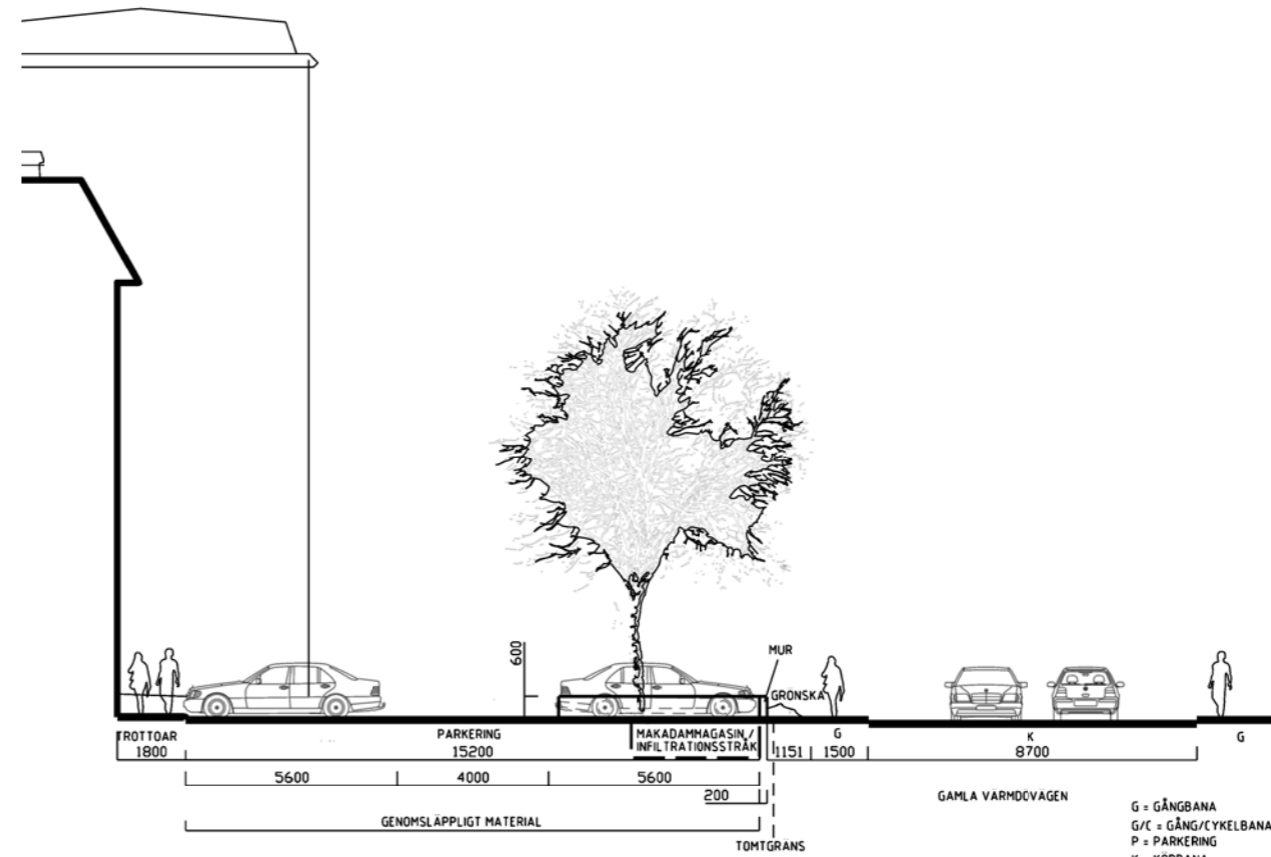 600
MUR
GRÖNSKA
TROTTOAR
PARKERING
MAKADAMMAGASIN/
INFILTRATIONSSTRÅK
G
K
G
1800
15200
1151
1500
8700
5600
4000
5600
200
GAMLA VÄRMDÖVÄGEN
GENOMSLÄPPLIGT MATERIAL
TOMTGRÄNS
G = GÅNGBANA
G/C = GÅNG/CYKELBANA
P = PARKERING
K = KÖRBANA